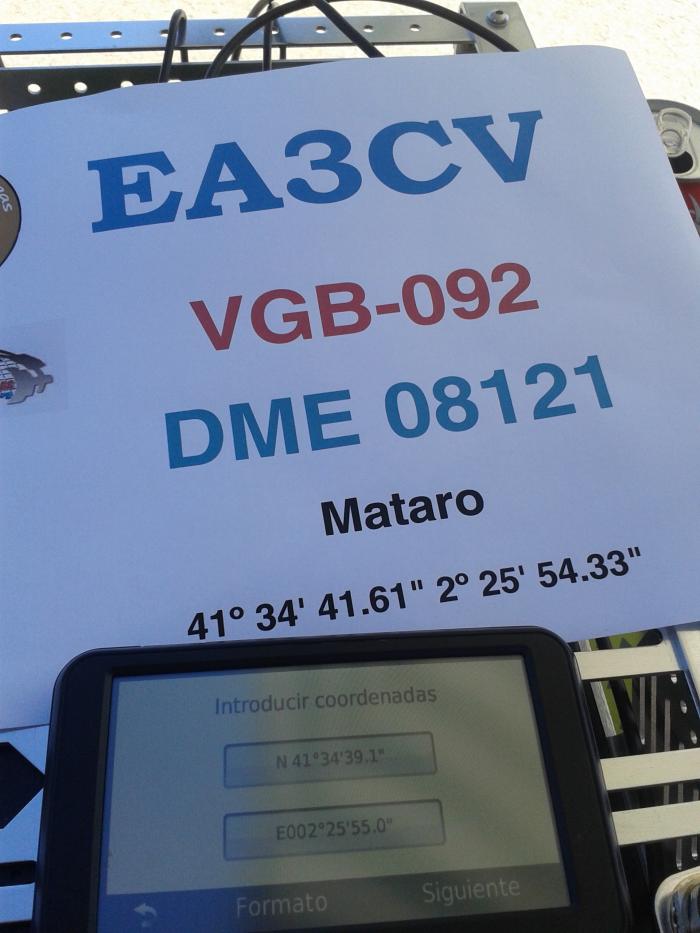 EA3CV
VGB-092
DME 08121
Mataro
41° 34' 41.61" 2° 25' 54.33"
Introducir coordenadas
N 41°34'39.1"
E002°25'55.0"
Formato
Siguiente